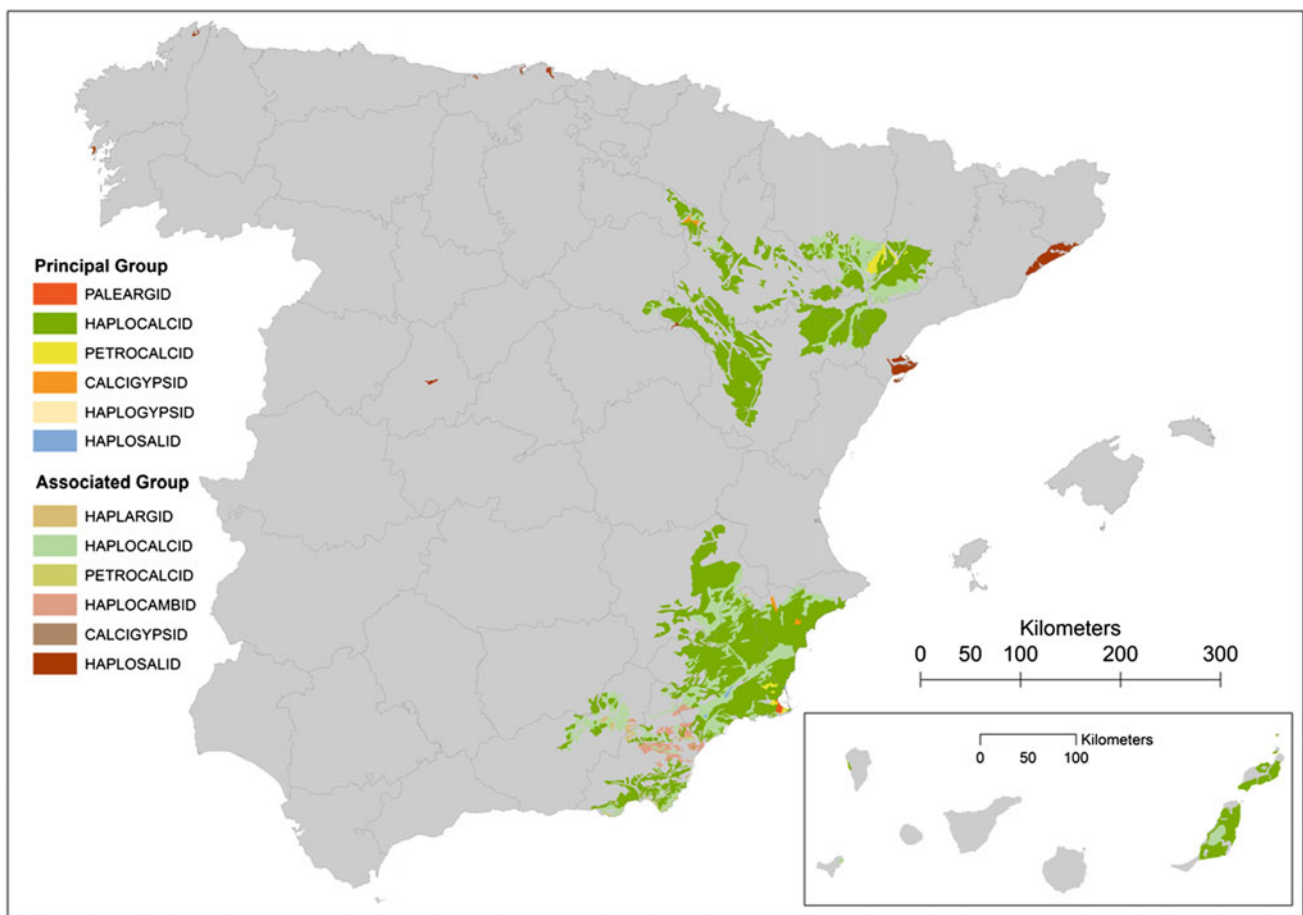 Principal Group
PALEARGID
HAPLOCALCID
PETROCALCID
CALCIGYPSID
HAPLOGYPSID
HAPLOSALID
Associated Group
HAPLARGID
HAPLOCALCID
PETROCALCID
HAPLOCAMBID
CALCIGYPSID
HAPLOSALID
Kilometers
0 50 100 200 300
Kilometers
0 50 100